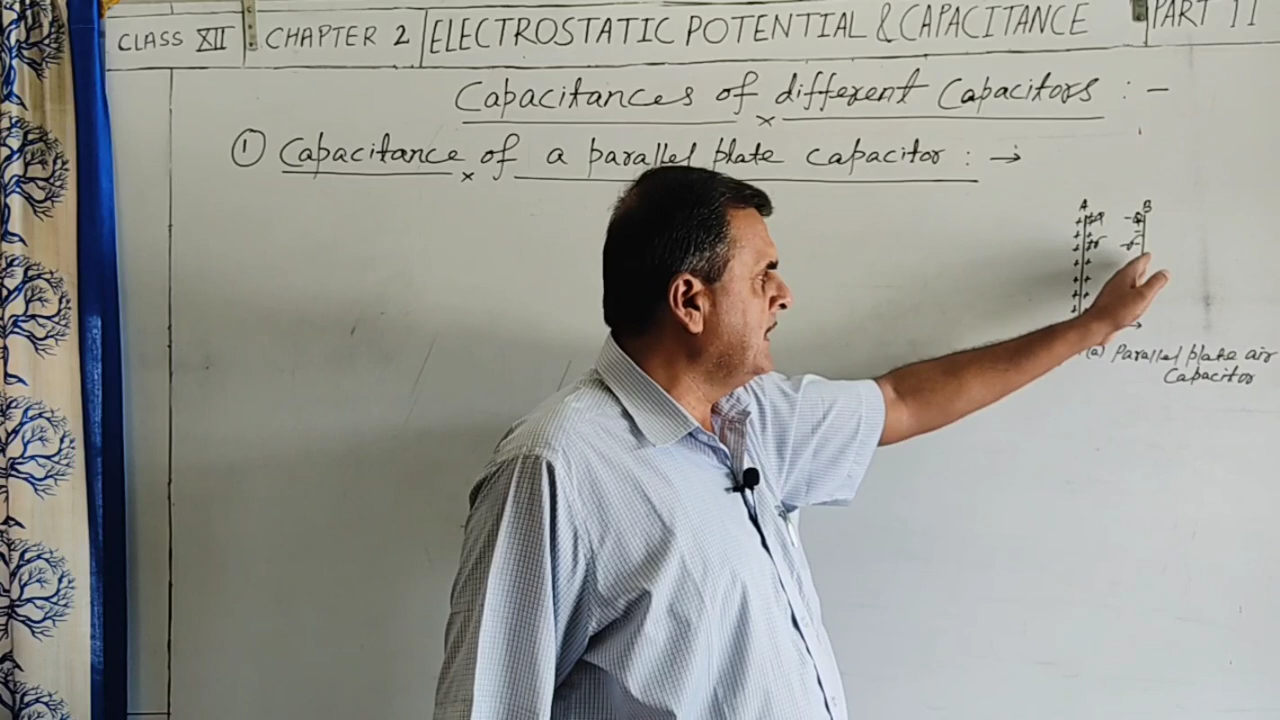 CLASS XII CHAPTER 2 ELECTROSTATIC POTENTIAL & CAPACITANCE PART 11
Capacitances of different Capacitors : -
① Capacitance of a parallel plate capacitor : →
A B
+Q -Q
+σ -σ
(a) Parallel plate air
Capacitor